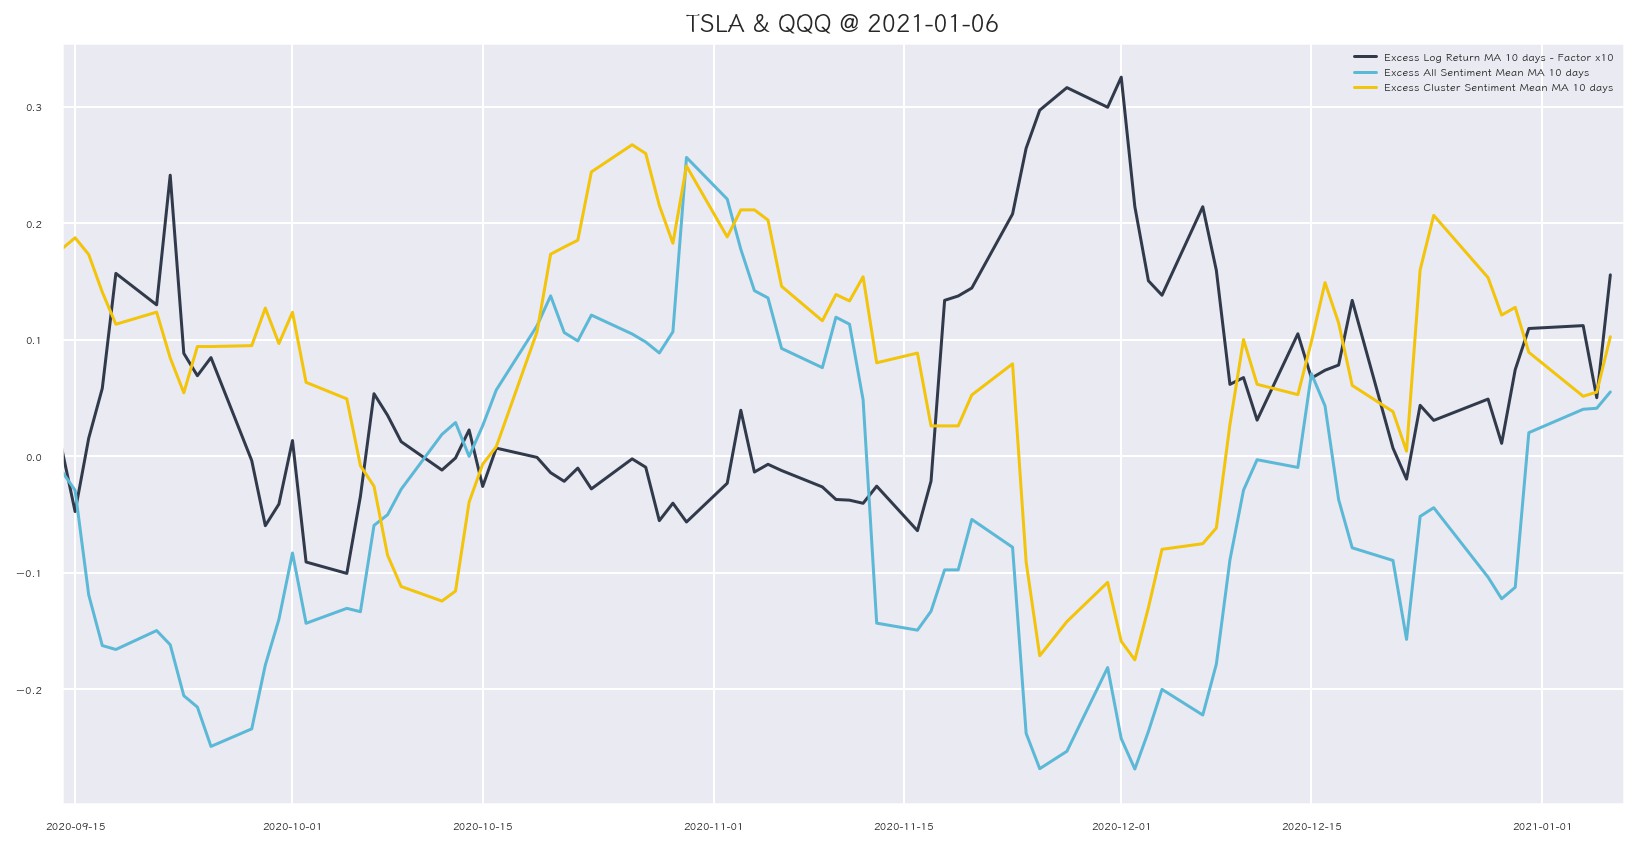 TSLA & QQQ @ 2021-01-06
Excess Log Return MA 10 days - Factor x10
Excess All Sentiment Mean MA 10 days
Excess Cluster Sentiment Mean MA 10 days
0.3
0.2
0.1
0.0
−0.1
−0.2
2020-09-15 2020-10-01 2020-10-15 2020-11-01 2020-11-15 2020-12-01 2020-12-15 2021-01-01